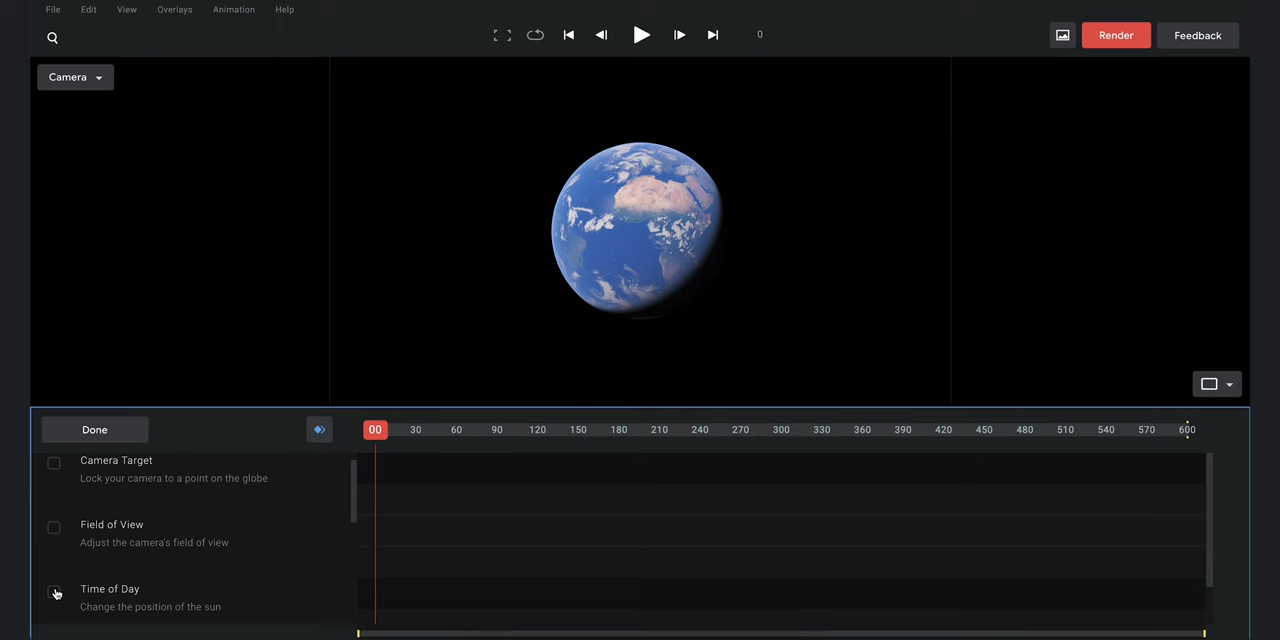 File Edit View Overlays Animation Help
0 Render Feedback
Camera
Done 00 30 60 90 120 150 180 210 240 270 300 330 360 390 420 450 480 510 540 570 600
Camera Target
Lock your camera to a point on the globe
Field of View
Adjust the camera's field of view
Time of Day
Change the position of the sun